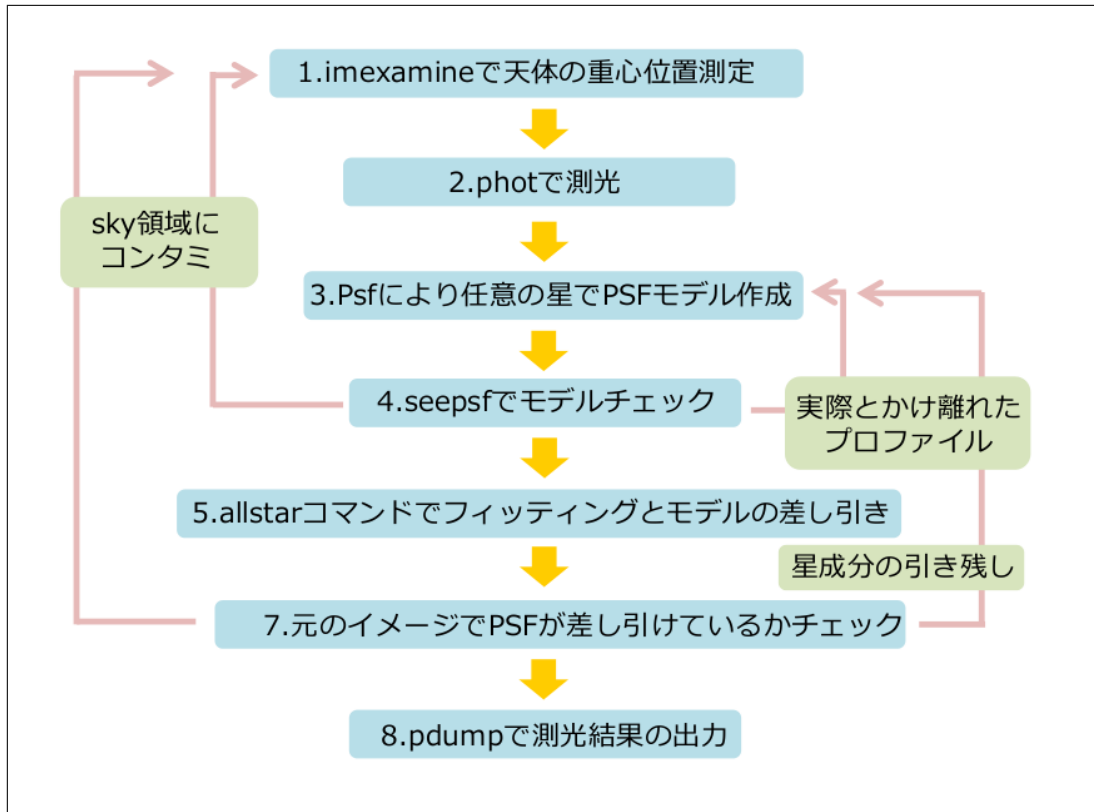 1.imexamineで天体の重心位置測定
2.photで測光
sky領域に
コンタミ
3.Psfにより任意の星でPSFモデル作成
4.seepsfでモデルチェック
実際とかけ離れた
プロファイル
5.allstarコマンドでフィッティングとモデルの差し引き
星成分の引き残し
7.元のイメージでPSFが差し引けているかチェック
8.pdumpで測光結果の出力